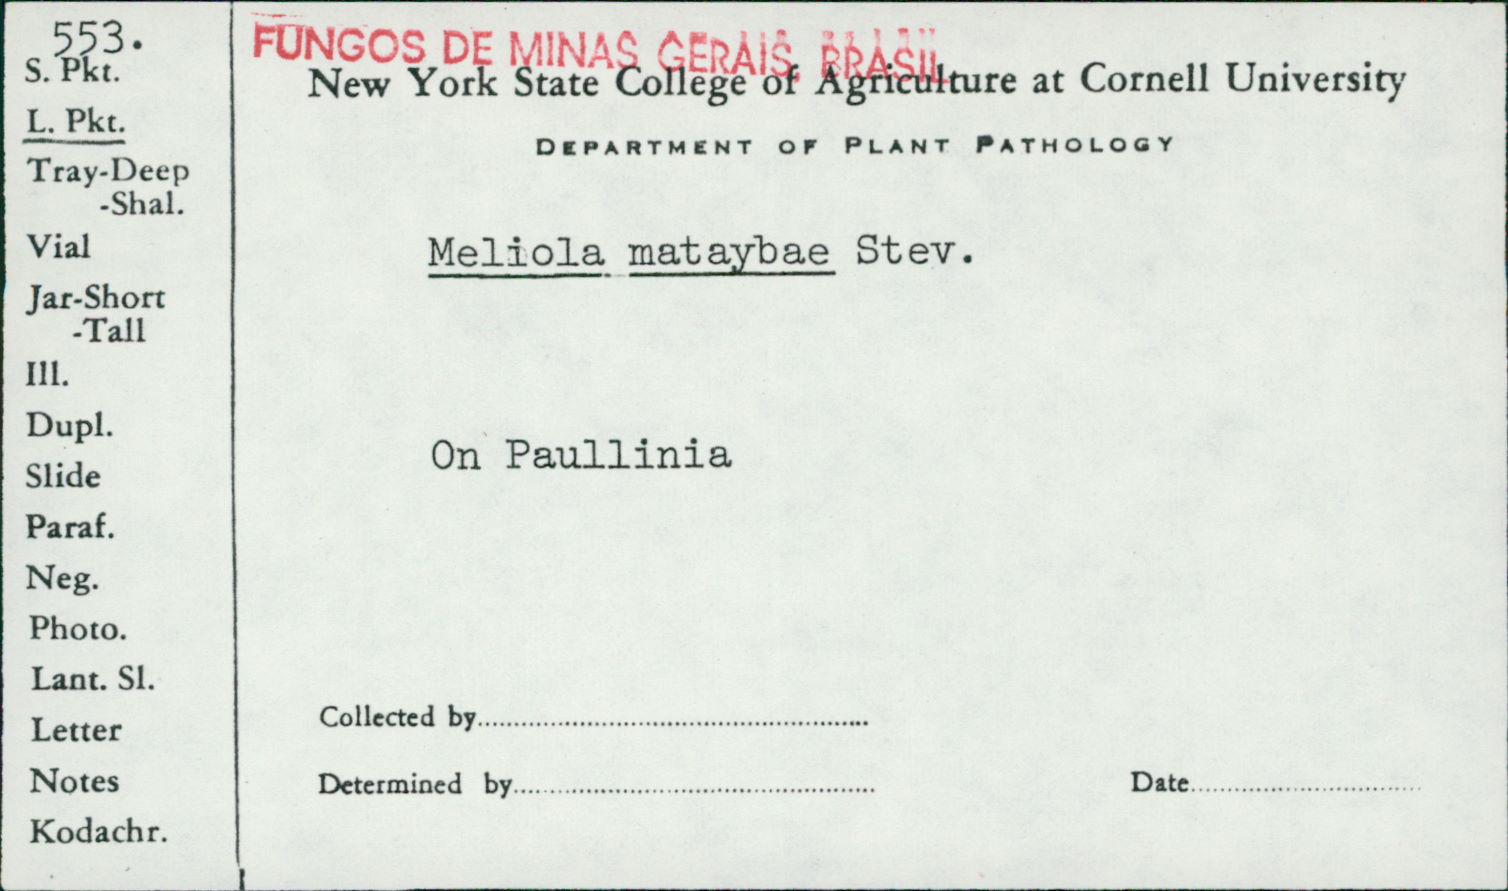 553.
S. Pkt.
L. Pkt.
Tray-Deep
-Shal.
Vial
Jar-Short
-Tall
Ill.
Dupl.
Slide
Paraf.
Neg.
Photo.
Lant. Sl.
Letter
Notes
Kodachr.
FUNGOS DE MINAS GERAIS, BRASIL
New York State College of Agriculture at Cornell University
DEPARTMENT OF PLANT PATHOLOGY
Meliola mataybae Stev.
On Paullinia
Collected by
Determined by
Date